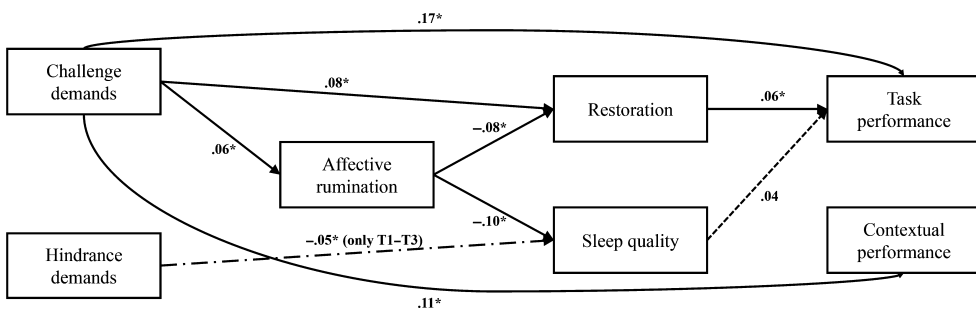 .17*
Challenge
demands
.08*
Restoration
.06*
Task
performance
–.08*
.06*
Affective
rumination
.04
–.10*
–.05* (only T1–T3)
Hindrance
demands
Sleep quality
Contextual
performance
.11*